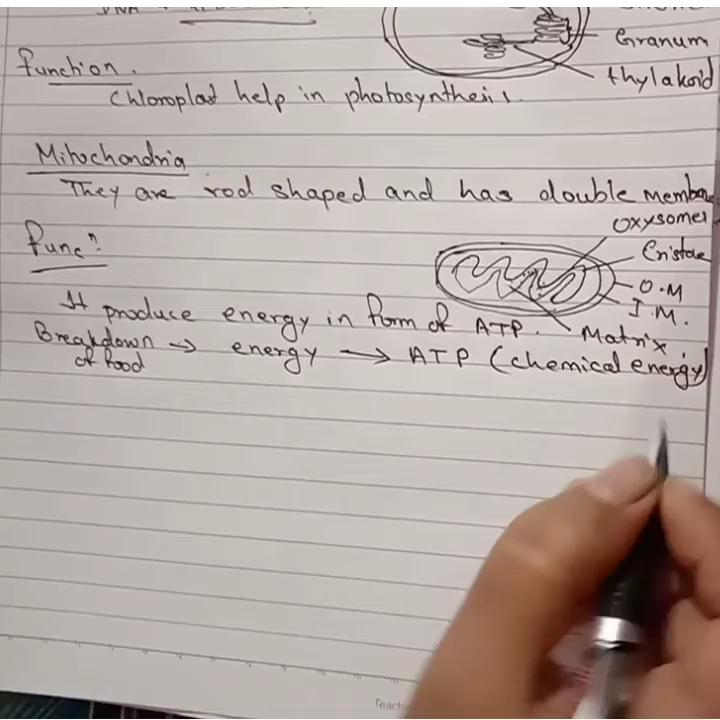 Granum
thylakoid
Function.
Chloroplast help in photosynthesis.
Mitochondria
They are rod shaped and has double membrane
oxysomes
Cristae
O.M
I.M.
Matrix.
Func?
It produce energy in form of ATP.
Breakdown of food → energy → ATP (chemical energy)
Teach